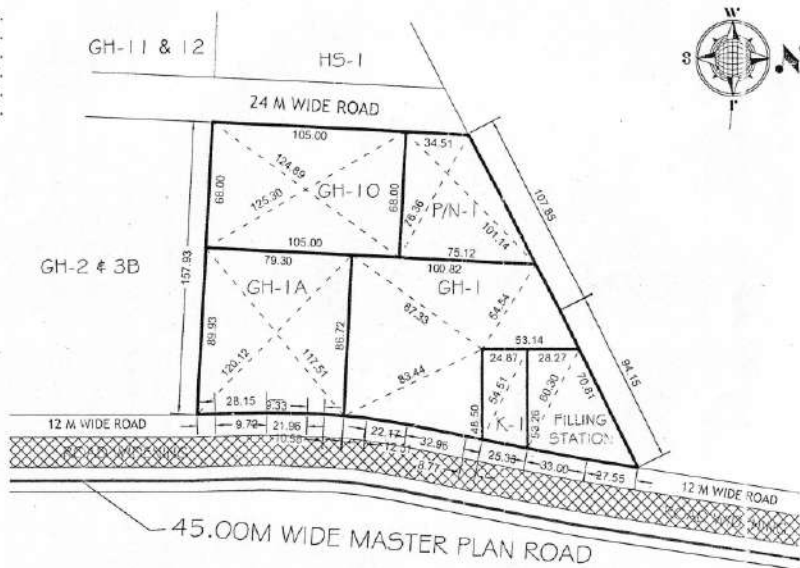 W
S
N
GH-11 & 12
HS-1
24 M WIDE ROAD
105.00
34.51
107.85
124.69
125.30
68.00
GH-10
68.00
P/N-1
76.36
101.14
105.00
75.12
79.30
100.82
GH-2 & 3B
157.93
GH-1A
GH-1
89.93
86.72
87.33
54.54
53.14
94.15
120.12
117.51
83.44
24.87
28.27
54.51
60.30
70.81
48.50
K-1
53.26
FILLING
STATION
28.15
9.33
12 M WIDE ROAD
9.72
21.96
10.58
22.17
12.51
32.96
8.77
25.33
33.00
27.55
12 M WIDE ROAD
ROAD WIDENING
45.00M WIDE MASTER PLAN ROAD